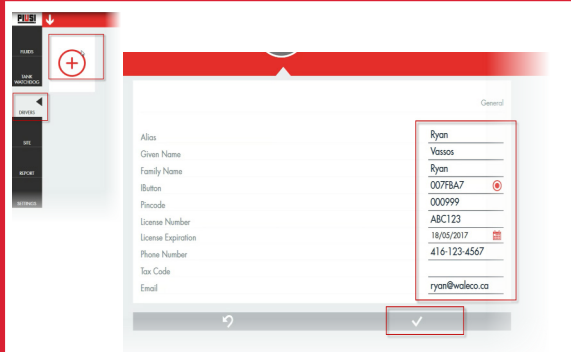 PIUSI
FLUIDS
TANK
WATCHDOG
DRIVERS
SITE
REPORT
SETTINGS
General
Alias Ryan
Given Name Vassos
Family Name Ryan
IButton 007FBA7
Pincode 000999
License Number ABC123
License Expiration 18/05/2017
Phone Number 416-123-4567
Tax Code
Email ryan@waleco.ca